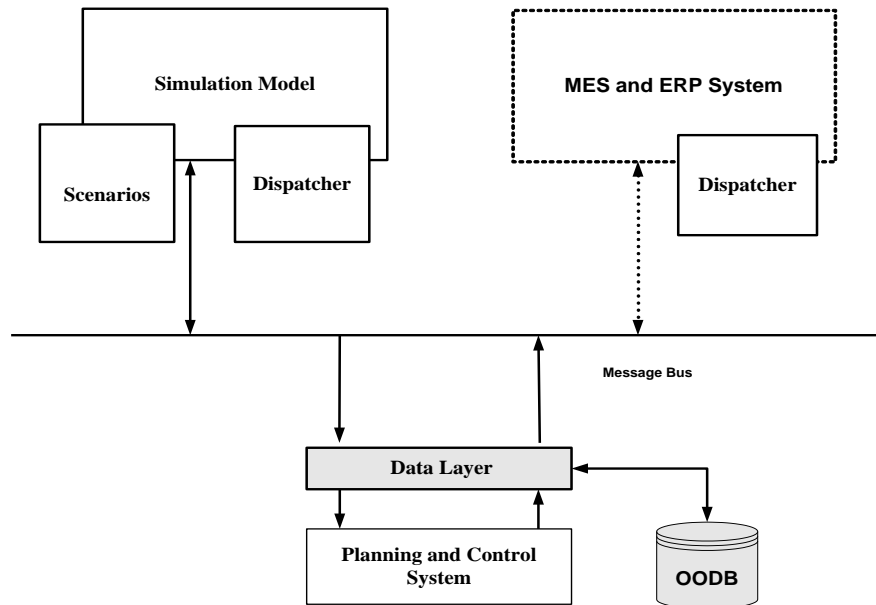 Simulation Model
MES and ERP System
Scenarios
Dispatcher
Dispatcher
Message Bus
Data Layer
Planning and Control
System
OODB